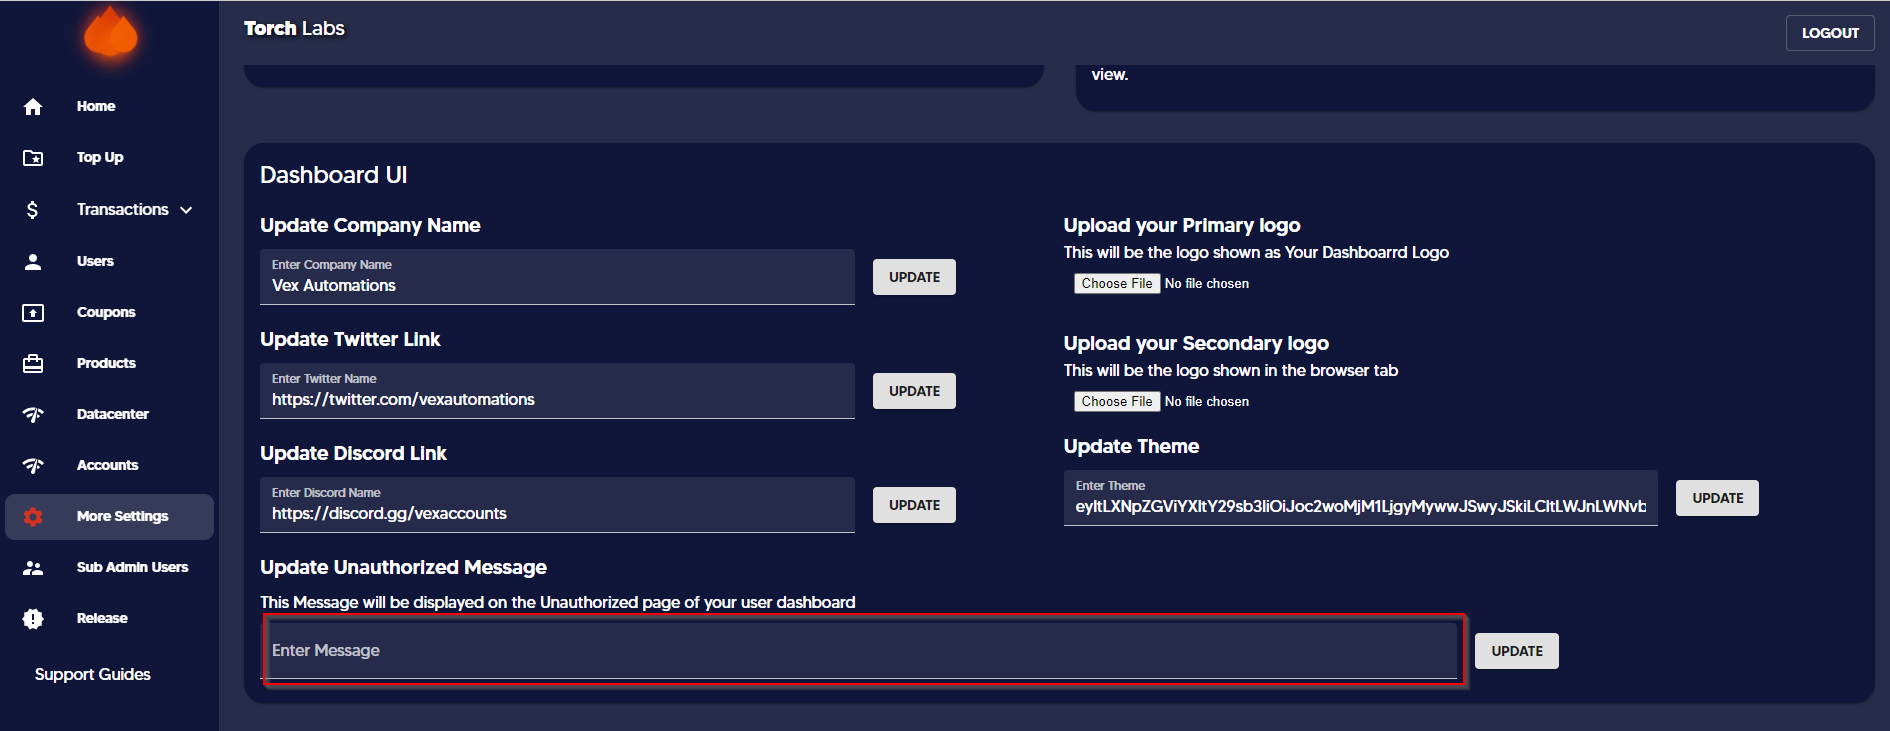 Torch Labs
LOGOUT
Home
Top Up
Transactions
Users
Coupons
Products
Datacenter
Accounts
More Settings
Sub Admin Users
Release
Support Guides
view.
Dashboard UI
Update Company Name
Enter Company Name
Vex Automations
UPDATE
Update Twitter Link
Enter Twitter Name
https://twitter.com/vexautomations
UPDATE
Update Discord Link
Enter Discord Name
https://discord.gg/vexaccounts
UPDATE
Upload your Primary logo
This will be the logo shown as Your Dashboarrd Logo
Choose File No file chosen
Upload your Secondary logo
This will be the logo shown in the browser tab
Choose File No file chosen
Update Theme
Enter Theme
UPDATE
Update Unauthorized Message
This Message will be displayed on the Unauthorized page of your user dashboard
Enter Message
UPDATE